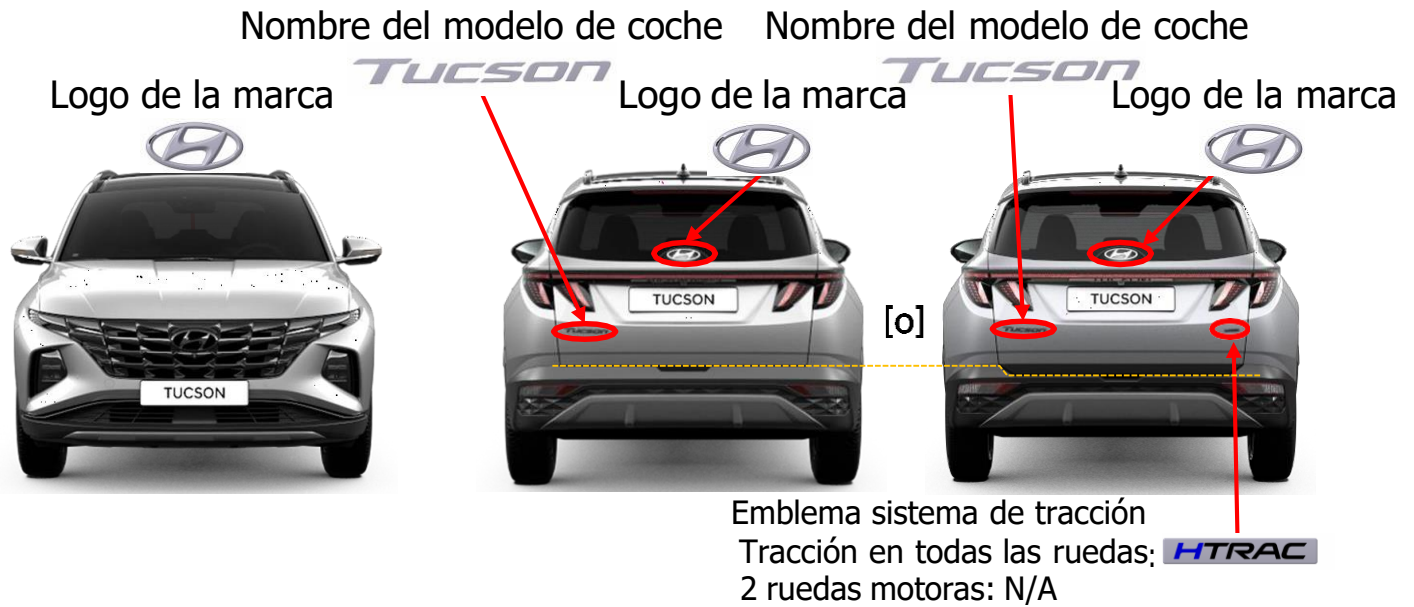 Nombre del modelo de coche
Nombre del modelo de coche
Tucson
Tucson
Logo de la marca
Logo de la marca
Logo de la marca
TUCSON
TUCSON
TUCSON
Tucson
[o]
Tucson
Emblema sistema de tracción
Tracción en todas las ruedas: HTRAC
2 ruedas motoras: N/A